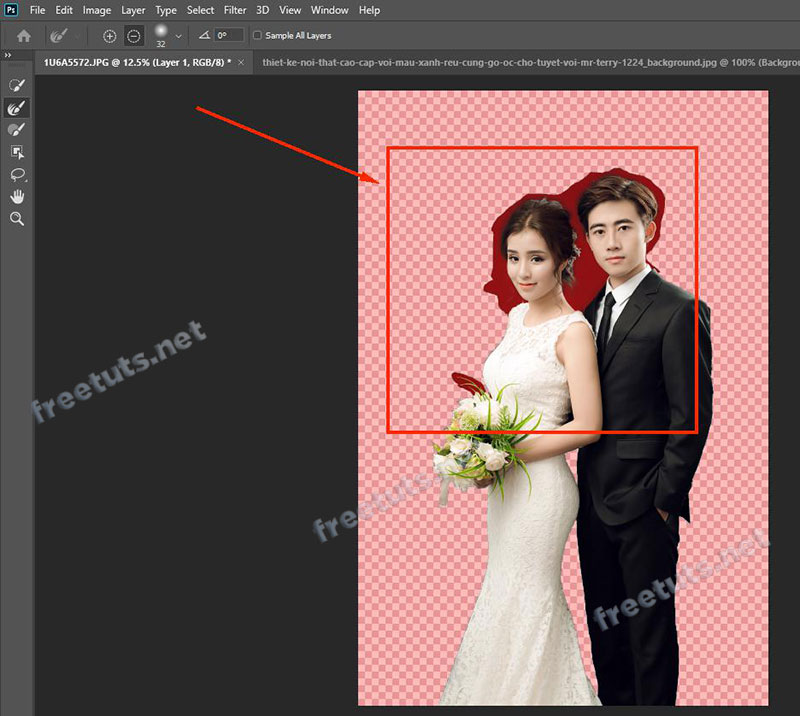 Ps File Edit Image Layer Type Select Filter 3D View Window Help
32 0° Sample All Layers
1U6A5572.JPG @ 12.5% (Layer 1, RGB/8) * × thiet-ke-noi-that-cao-cap-voi-mau-xanh-reu-cung-go-oc-cho-tuyet-voi-mr-terry-1224_background.jpg @ 100% (Backgrou
freetuts.net
freetuts.net
freetuts.net